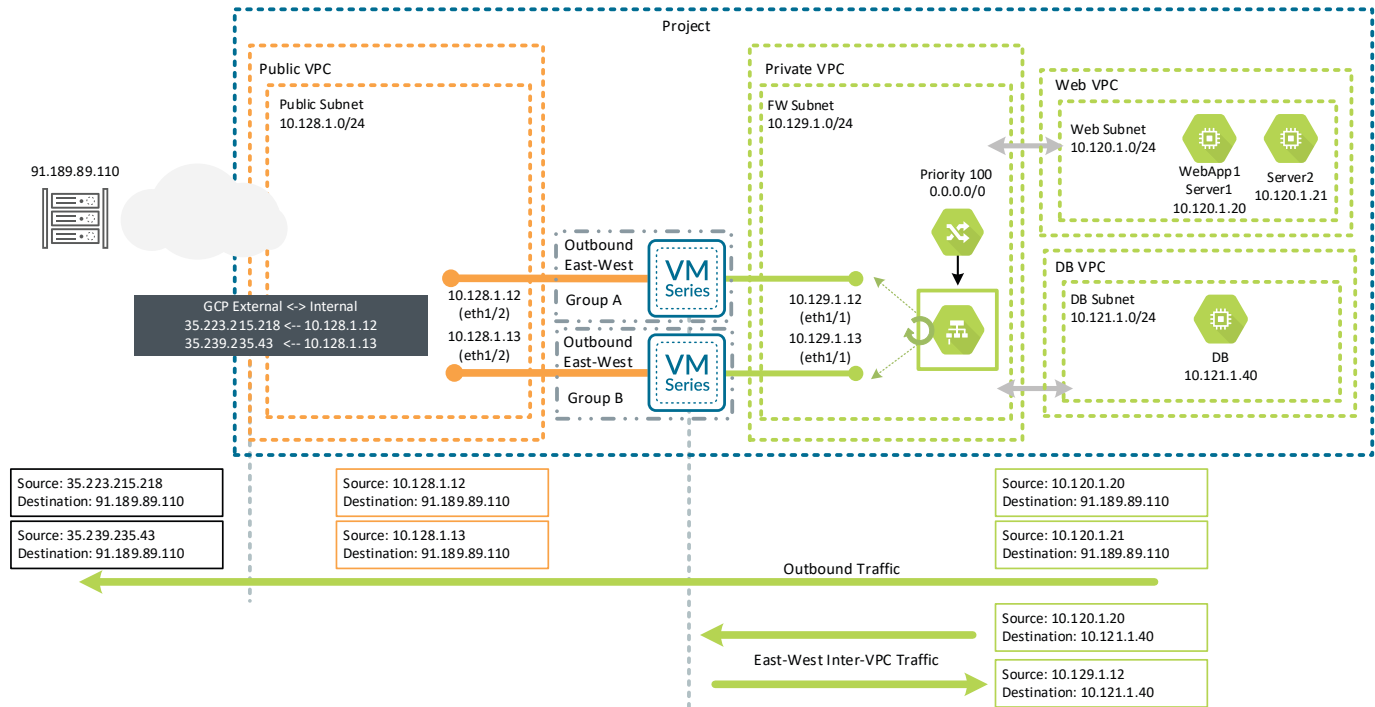 Project
Public VPC
Public Subnet
10.128.1.0/24
Private VPC
FW Subnet
10.129.1.0/24
Web VPC
Web Subnet
10.120.1.0/24
WebApp1
Server1
10.120.1.20
Server2
10.120.1.21
91.189.89.110
Priority 100
0.0.0.0/0
Outbound
East-West
Group A
VM
Series
10.128.1.12
(eth1/2)
10.129.1.12
(eth1/1)
DB VPC
DB Subnet
10.121.1.0/24
DB
10.121.1.40
GCP External <-> Internal
35.223.215.218 <-- 10.128.1.12
35.239.235.43 <-- 10.128.1.13
10.128.1.13
(eth1/2)
Outbound
East-West
Group B
VM
Series
10.129.1.13
(eth1/1)
Source: 35.223.215.218
Destination: 91.189.89.110
Source: 10.128.1.12
Destination: 91.189.89.110
Source: 10.120.1.20
Destination: 91.189.89.110
Source: 35.239.235.43
Destination: 91.189.89.110
Source: 10.128.1.13
Destination: 91.189.89.110
Source: 10.120.1.21
Destination: 91.189.89.110
Outbound Traffic
Source: 10.120.1.20
Destination: 10.121.1.40
East-West Inter-VPC Traffic
Source: 10.129.1.12
Destination: 10.121.1.40